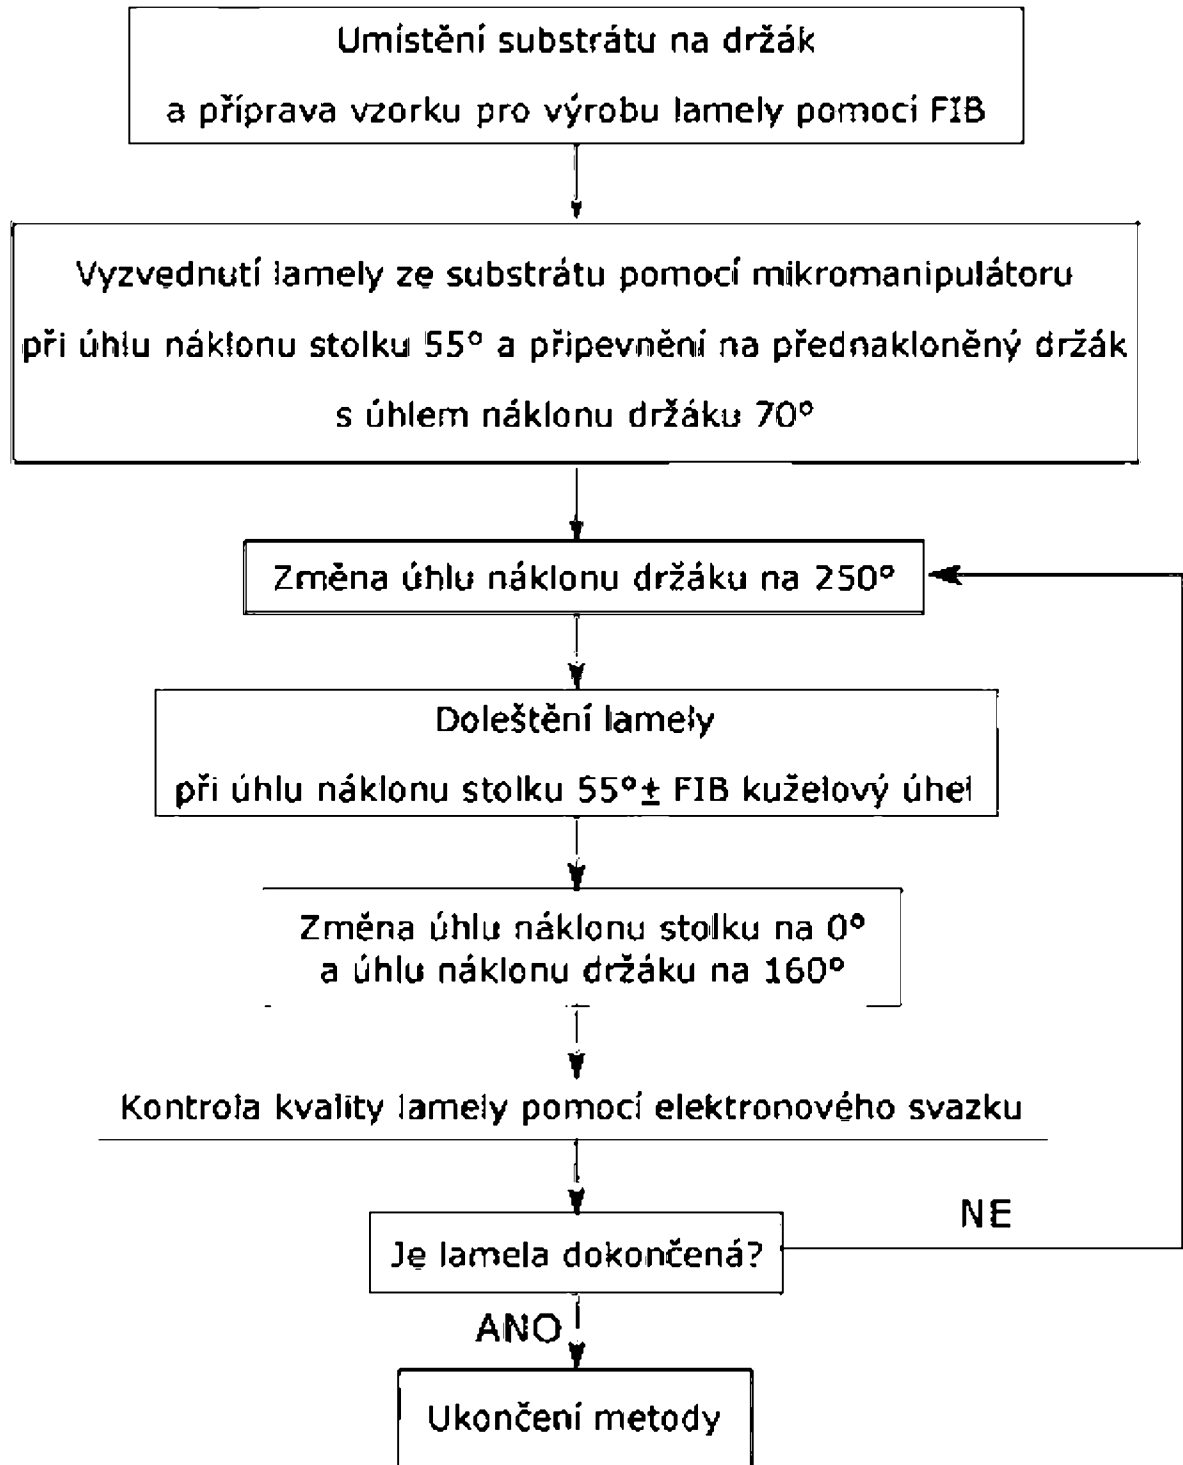 Umístění substrátu na držák
a příprava vzorku pro výrobu lamely pomocí FIB
Vyzvednutí lamely ze substrátu pomocí mikromanipulátoru
při úhlu náklonu stolku 55° a připevnění na přednakloněný držák
s úhlem náklonu držáku 70°
Změna úhlu náklonu držáku na 250°
Doleštění lamely
při úhlu náklonu stolku 55°± FIB kuželový úhel
Změna úhlu náklonu stolku na 0°
a úhlu náklonu držáku na 160°
Kontrola kvality lamely pomocí elektronového svazku
NE
Je lamela dokončená?
ANO
Ukončení metody